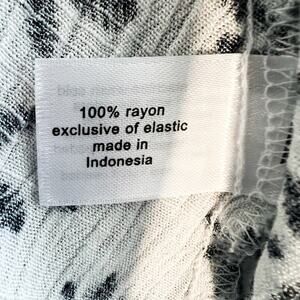 100% rayon
exclusive of elastic
made in
Indonesia